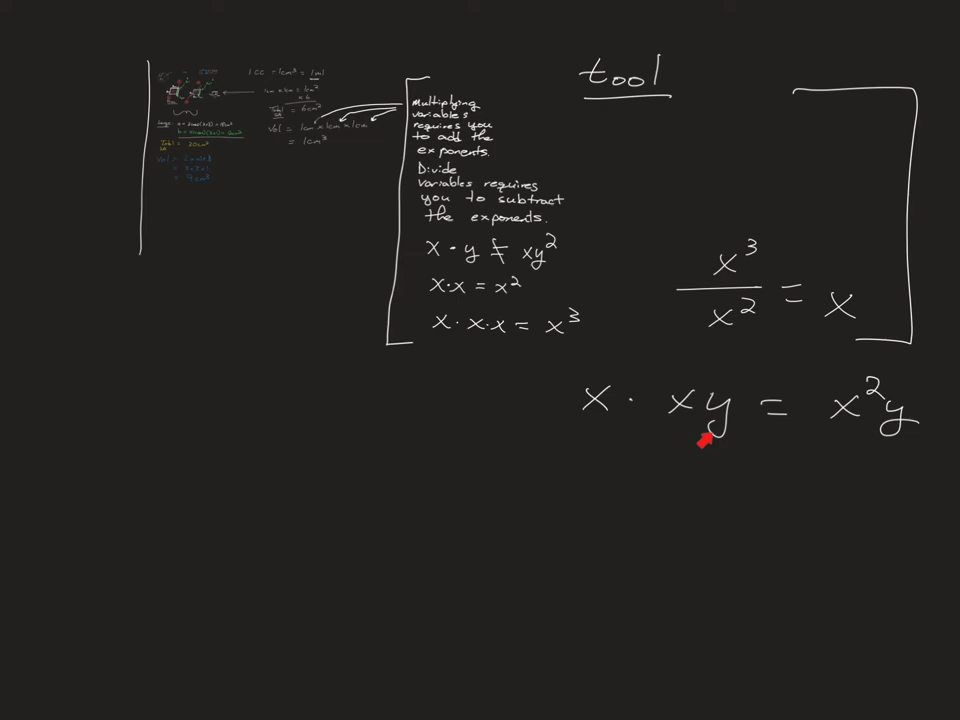 tool
1CC = 1cm³ = 1ml
= 6cm²
Vol = 1cm x 1cm x 1cm
= 1cm³
Multiplying
variables
requires you
to add the
exponents.
Divide
variables requires
you to subtract
the exponents.
x · y ≠ xy²
x·x = x²
x · x·x = x³
x³ / x² = x
x · xy = x²y